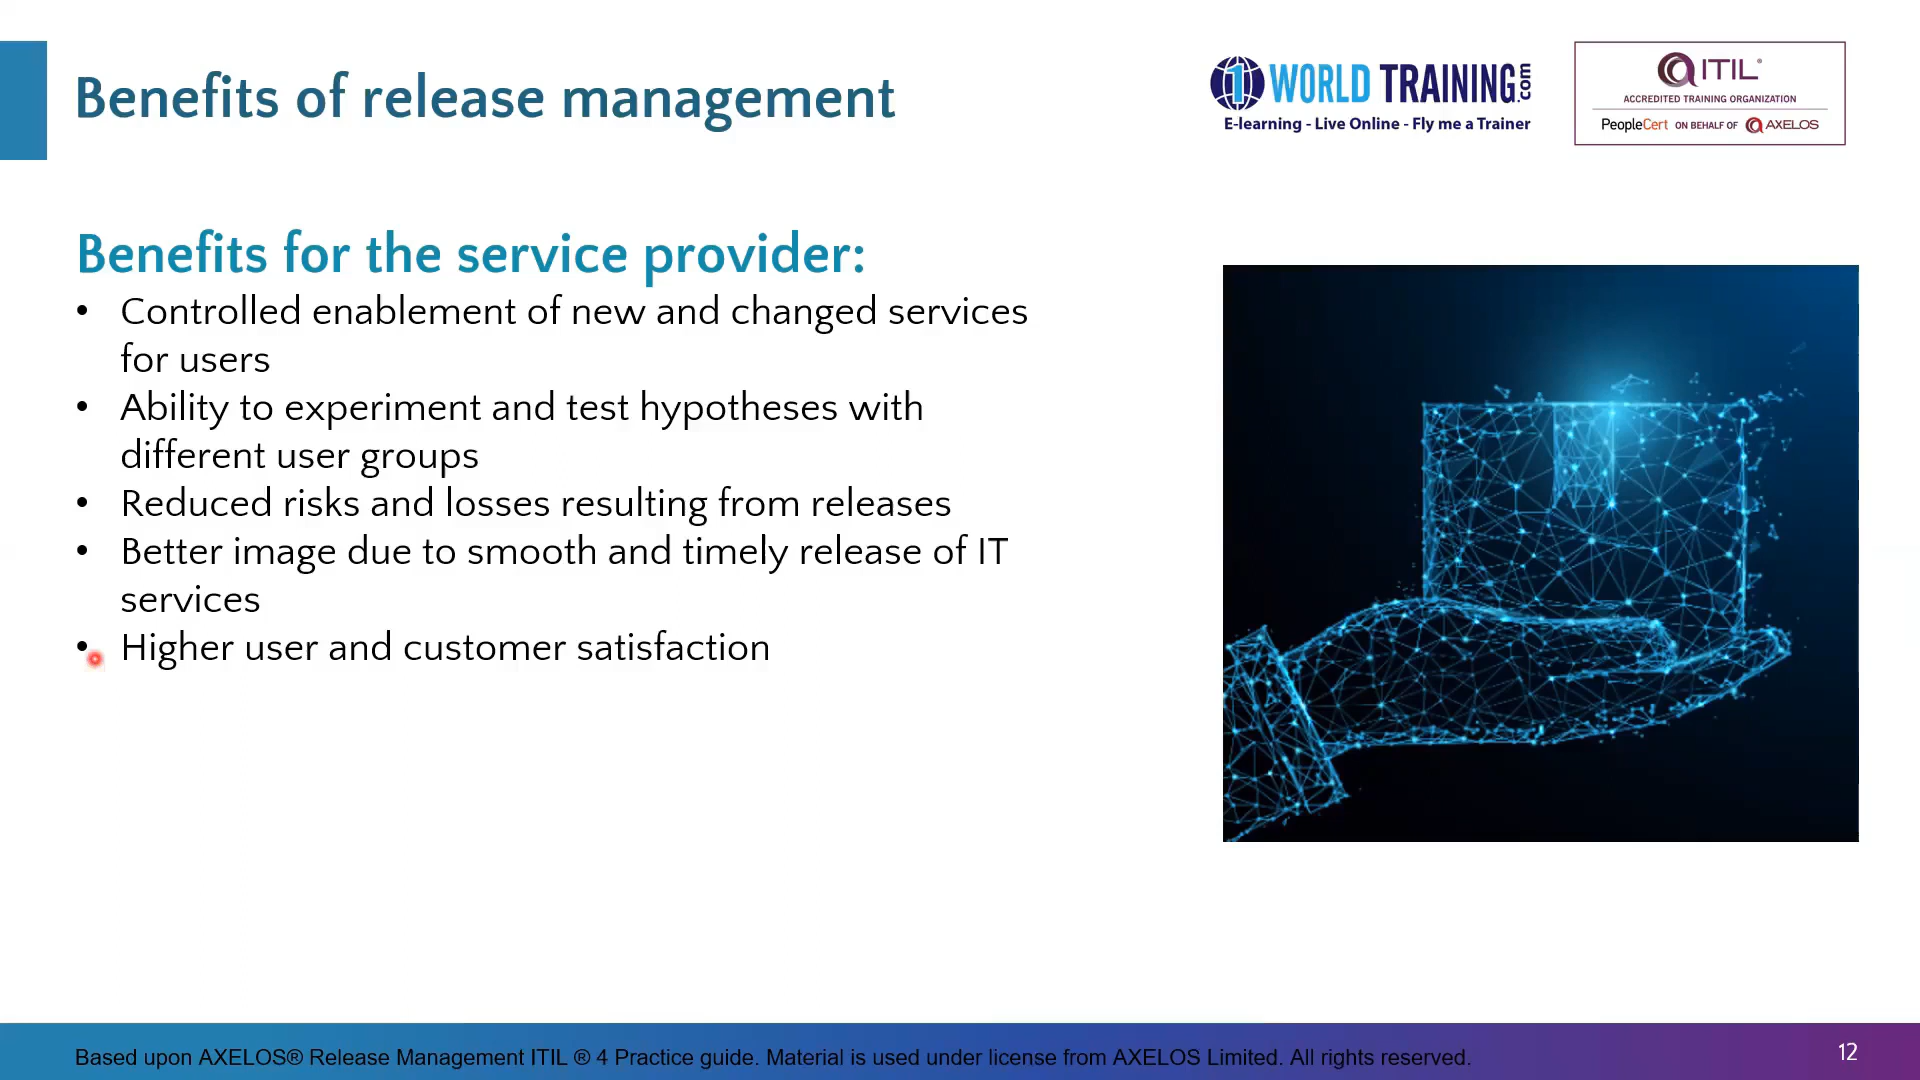 Benefits of release management
1 WORLD TRAINING.com
E-learning - Live Online - Fly me a Trainer
ITIL®
ACCREDITED TRAINING ORGANIZATION
PeopleCert ON BEHALF OF AXELOS
Benefits for the service provider:
• Controlled enablement of new and changed services
for users
• Ability to experiment and test hypotheses with
different user groups
• Reduced risks and losses resulting from releases
• Better image due to smooth and timely release of IT
services
• Higher user and customer satisfaction
Based upon AXELOS® Release Management ITIL ® 4 Practice guide. Material is used under license from AXELOS Limited. All rights reserved.
12